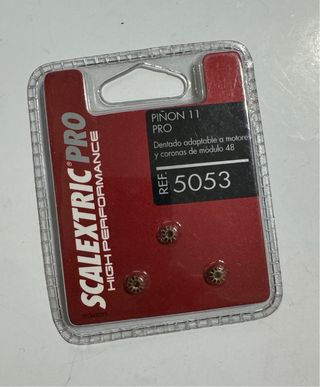 PIÑON 11
PRO
Dentado adaptable a motores
y coronas de módulo 48
REF. 5053
SCALEXTRIC® PRO
HIGH PERFORMANCE